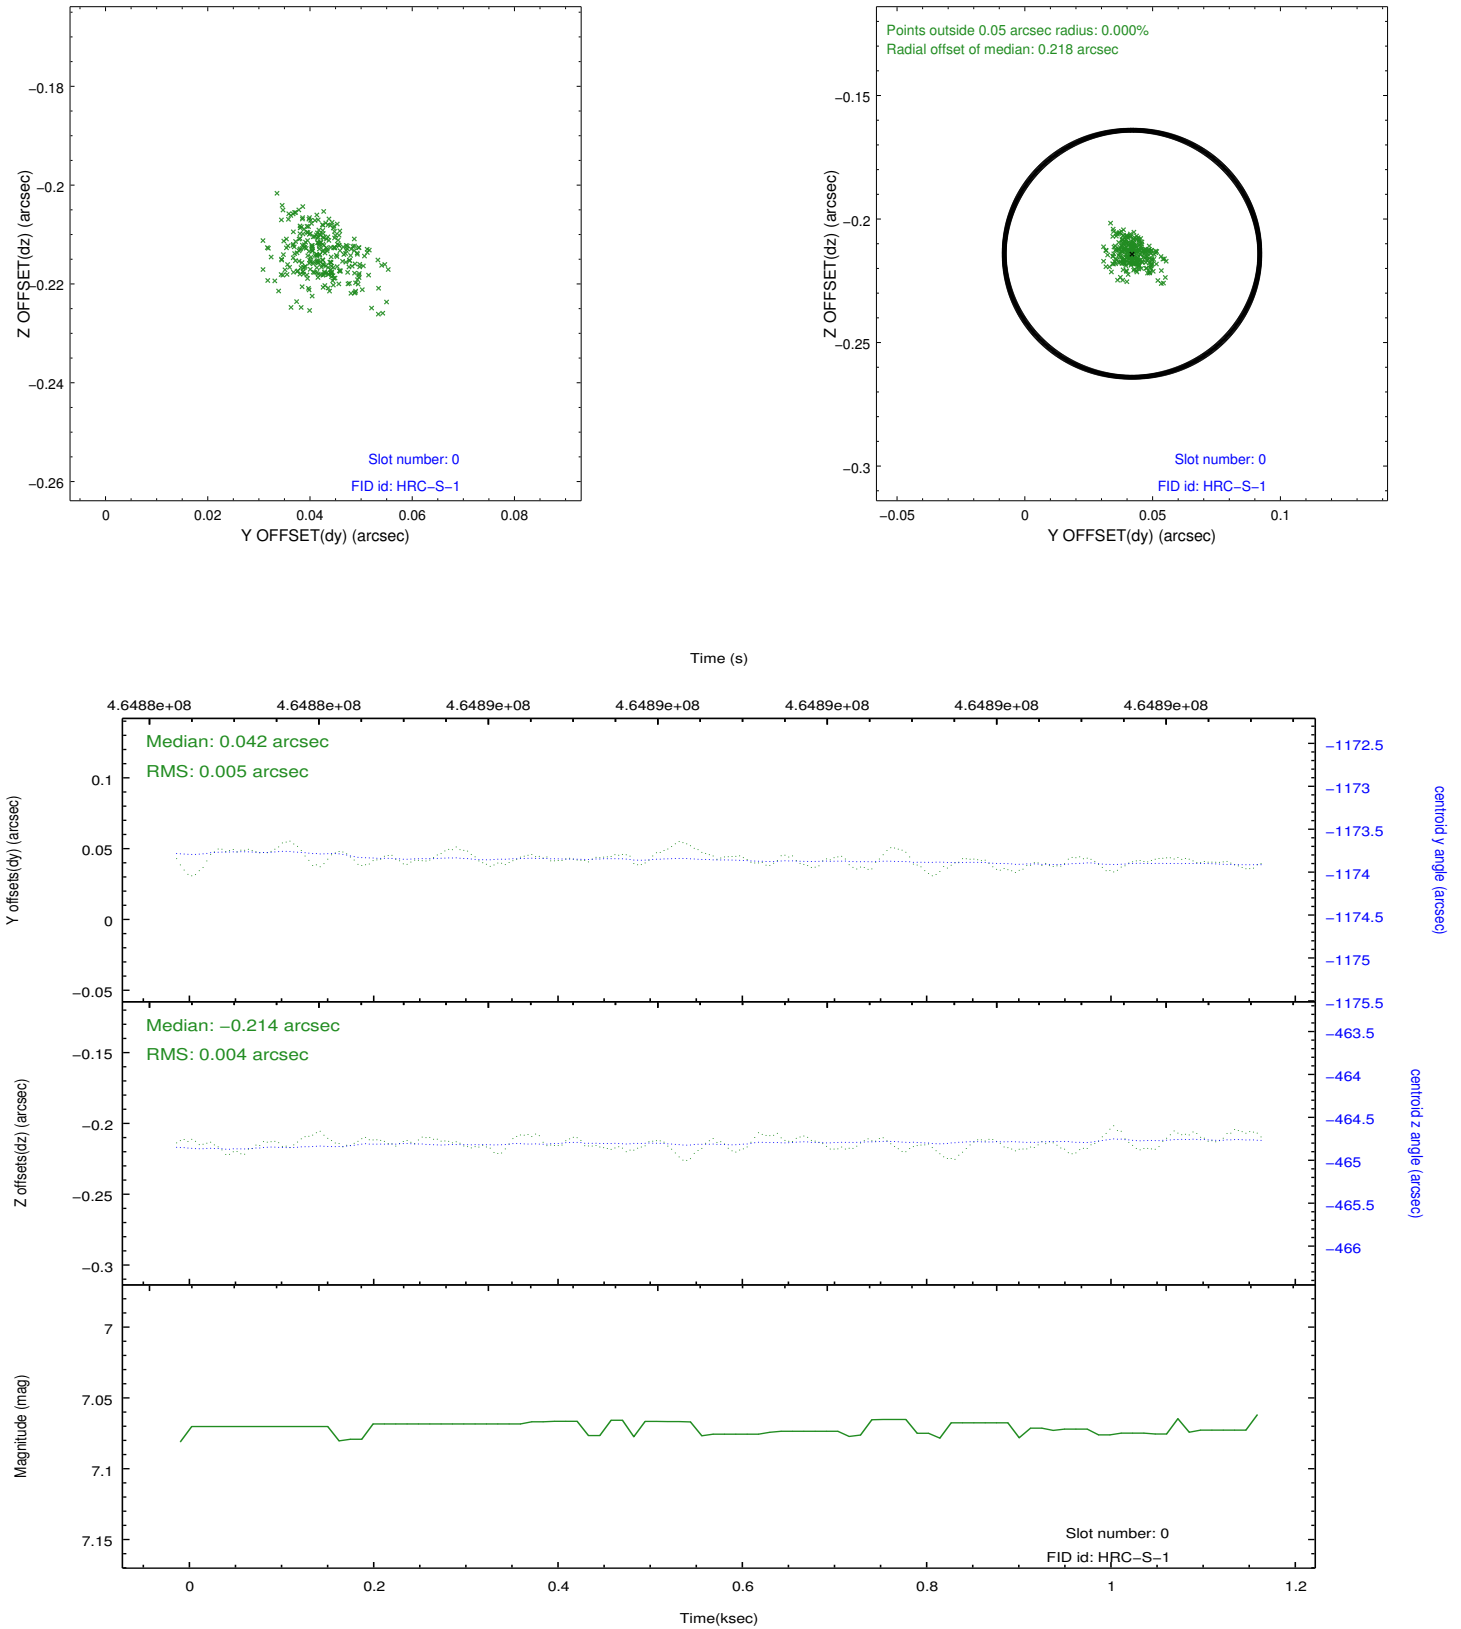 −0.18
−0.2
−0.22
−0.24
−0.26
Z OFFSET(dz) (arcsec)
Slot number: 0
FID id: HRC−S−1
0
0.02
0.04
0.06
0.08
Y OFFSET(dy) (arcsec)
Points outside 0.05 arcsec radius: 0.000%
Radial offset of median: 0.218 arcsec
−0.15
−0.2
−0.25
−0.3
Z OFFSET(dz) (arcsec)
Slot number: 0
FID id: HRC−S−1
−0.05
0
0.05
0.1
Y OFFSET(dy) (arcsec)
Time (s)
4.6488e+08
4.6488e+08
4.6489e+08
4.6489e+08
4.6489e+08
4.6489e+08
4.6489e+08
Median: 0.042 arcsec
RMS: 0.005 arcsec
0.1
0.05
0
−0.05
Y offsets(dy) (arcsec)
−1172.5
−1173
−1173.5
−1174
−1174.5
−1175
−1175.5
centroid y angle (arcsec)
Median: −0.214 arcsec
RMS: 0.004 arcsec
−0.15
−0.2
−0.25
−0.3
Z offsets(dz) (arcsec)
−463.5
−464
−464.5
−465
−465.5
−466
centroid z angle (arcsec)
7
7.05
7.1
7.15
Magnitude (mag)
Slot number: 0
FID id: HRC−S−1
0
0.2
0.4
0.6
0.8
1
1.2
Time(ksec)